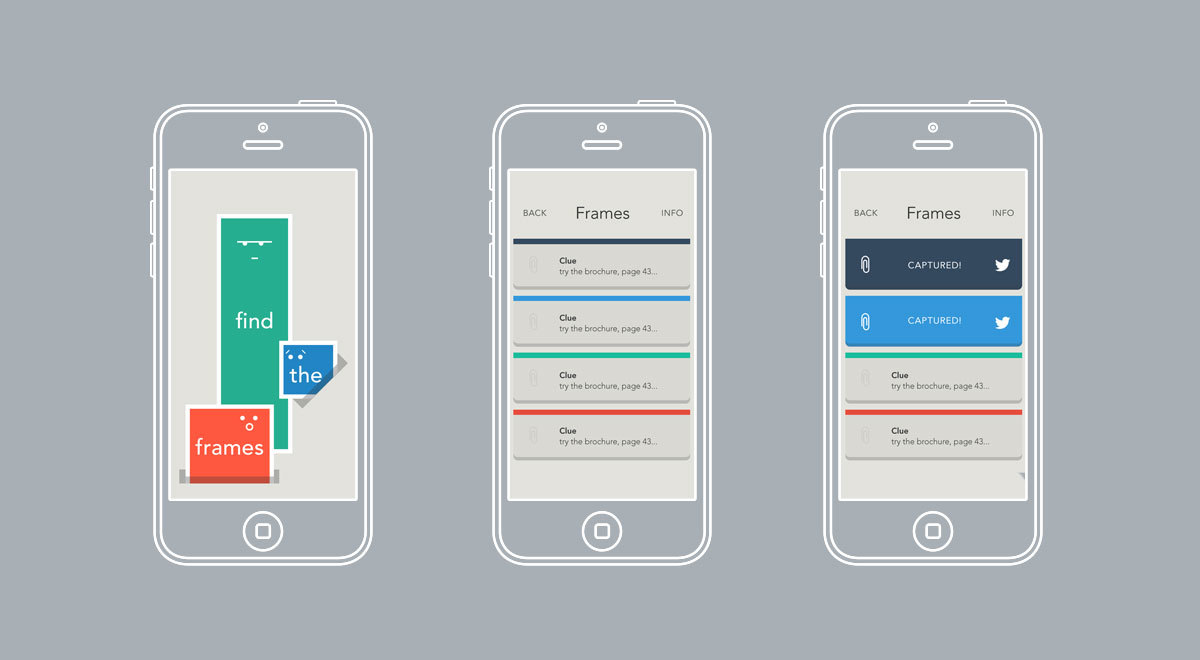 find
the
frames
BACK Frames INFO
Clue
try the brochure, page 43...
Clue
try the brochure, page 43...
Clue
try the brochure, page 43...
Clue
try the brochure, page 43...
BACK Frames INFO
CAPTURED!
CAPTURED!
Clue
try the brochure, page 43...
Clue
try the brochure, page 43...